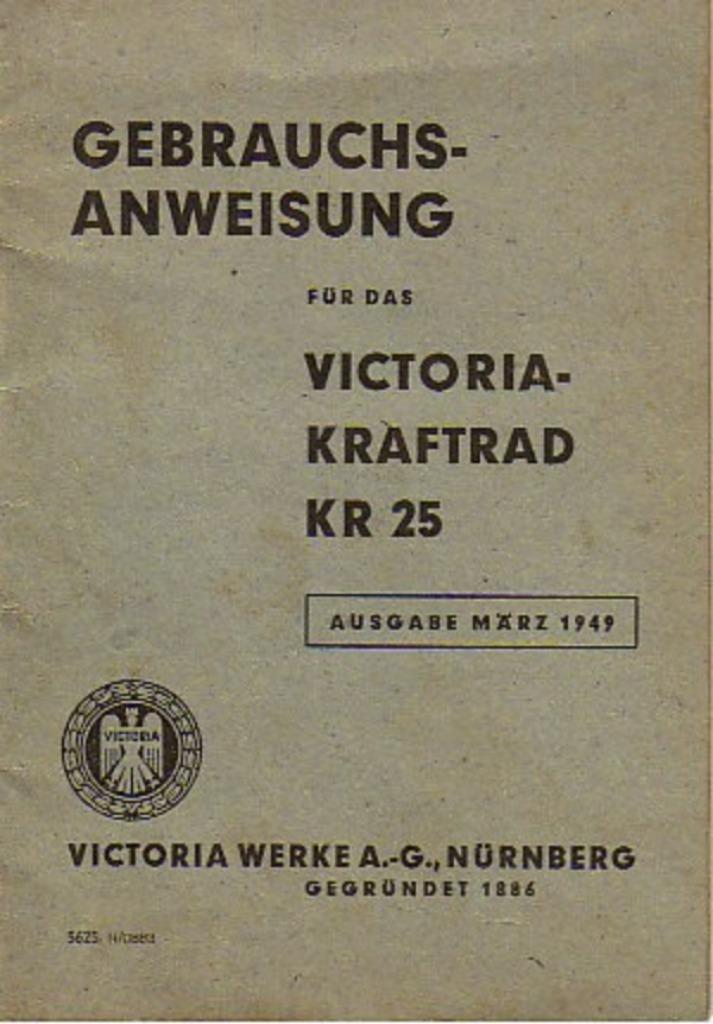 GEBRAUCHS-
ANWEISUNG
FÜR DAS
VICTORIA-
KRAFTRAD
KR 25
AUSGABE MÄRZ 1949
VICTORIA
VICTORIA WERKE A.-G., NÜRNBERG
GEGRÜNDET 1886